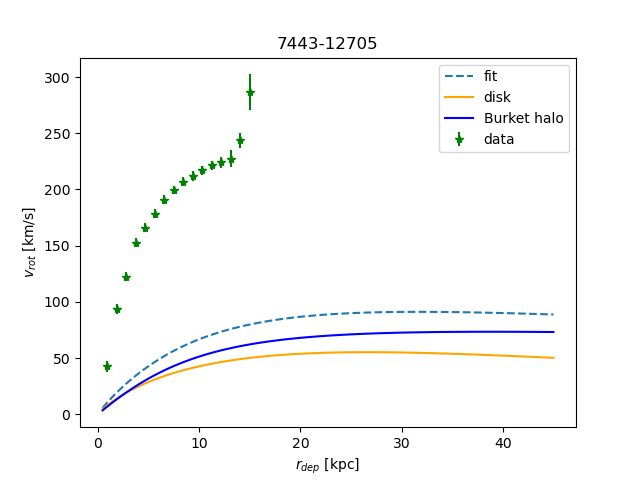 7443-12705
300
250
200
150
100
50
0
v_rot [km/s]
fit
disk
Burket halo
data
0 10 20 30 40
r_dep [kpc]